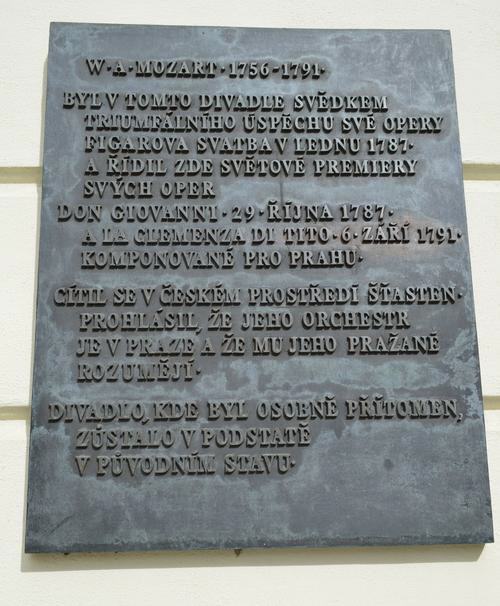 W·A·MOZART·1756-1791·
BYL V TOMTO DIVADLE SVĚDKEM
TRIUMFÁLNÍHO ÚSPĚCHU SVÉ OPERY
FIGAROVA SVATBA V LEDNU 1787·
A ŘÍDIL ZDE SVĚTOVÉ PREMIERY
SVÝCH OPER
DON GIOVANNI·29·ŘÍJNA 1787·
A LA CLEMENZA DI TITO·6·ZÁŘÍ 1791·
KOMPONOVANÉ PRO PRAHU·
CÍTIL SE V ČESKÉM PROSTŘEDÍ ŠŤASTEN·
PROHLÁSIL, ŽE JEHO ORCHESTR
JE V PRAZE A ŽE MU JEHO PRAŽANÉ
ROZUMĚJÍ·
DIVADLO, KDE BYL OSOBNĚ PŘÍTOMEN,
ZŮSTALO V PODSTATĚ
V PŮVODNÍM STAVU·